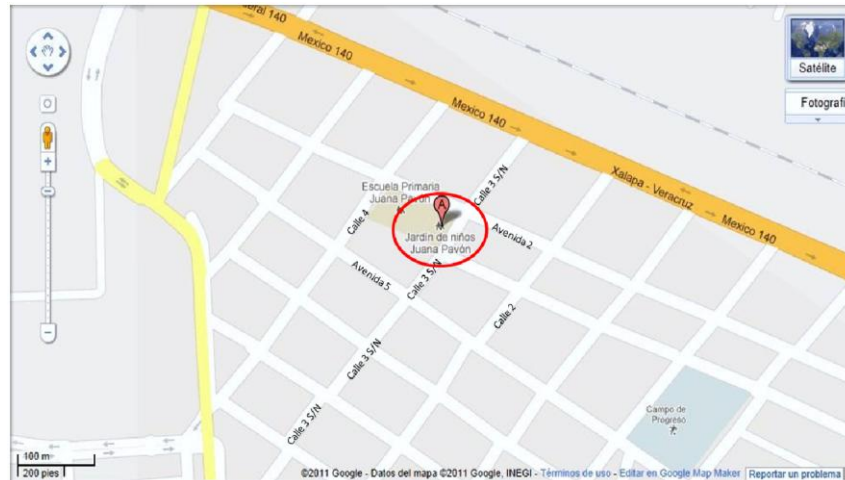 eral 140
Mexico 140
Mexico 140
Satélite
Fotografí
Xalapa - Veracruz
Mexico 140
Calle 3 S/N
Escuela Primaria
Juana Pavón
A
Calle 4
Avenida 2
Jardín de niños
Juana Pavón
Avenida 5
Calle 3 S/N
Calle 2
Calle 3 S/N
Calle 3 S/N
Campo de
Progreso
100 m
200 pies
©2011 Google - Datos del mapa ©2011 Google, INEGI - Términos de uso - Editar en Google Map Maker
Reportar un problema